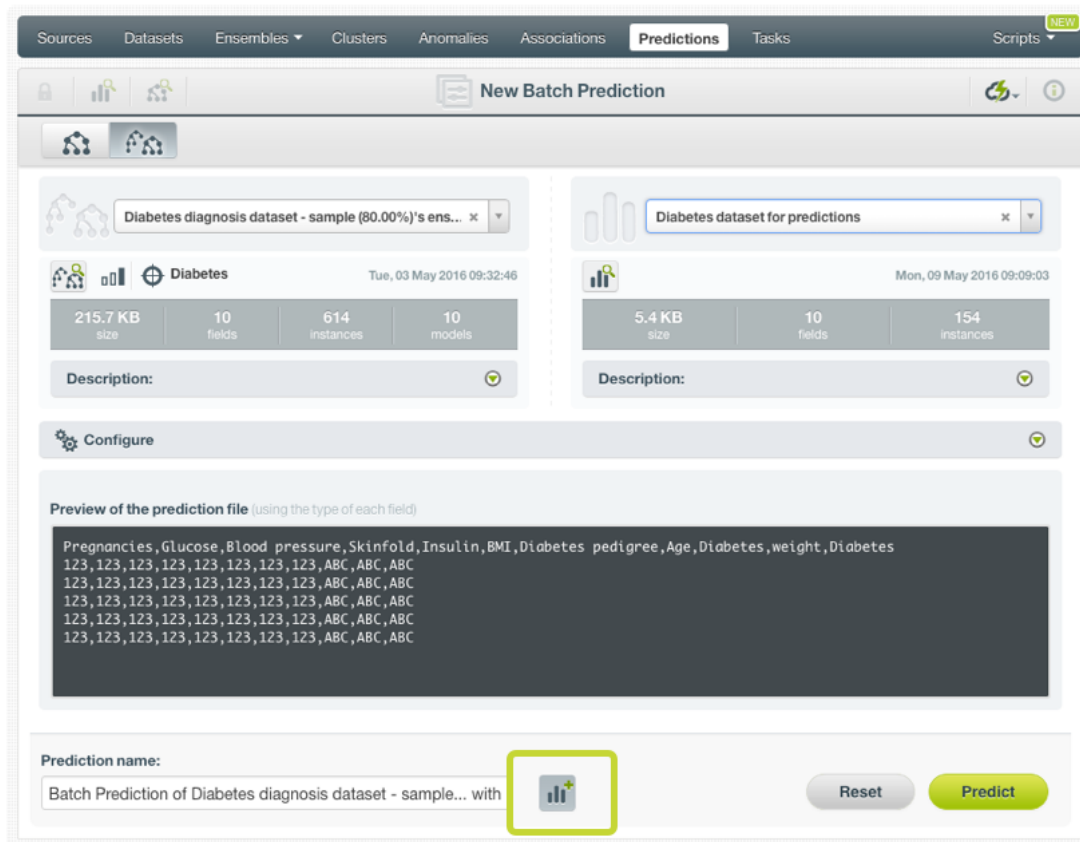 NEW
Sources Datasets Ensembles Clusters Anomalies Associations Predictions Tasks Scripts
New Batch Prediction
Diabetes diagnosis dataset - sample (80.00%)'s ens... Diabetes dataset for predictions
Diabetes Tue, 03 May 2016 09:32:46 Mon, 09 May 2016 09:09:03
215.7 KB 10 614 10 5.4 KB 10 154
size fields instances models size fields instances
Description: Description:
Configure
Preview of the prediction file (using the type of each field)
Pregnancies,Glucose,Blood pressure,Skinfold,Insulin,BMI,Diabetes pedigree,Age,Diabetes,weight,Diabetes
123,123,123,123,123,123,123,123,ABC,ABC,ABC
123,123,123,123,123,123,123,123,ABC,ABC,ABC
123,123,123,123,123,123,123,123,ABC,ABC,ABC
123,123,123,123,123,123,123,123,ABC,ABC,ABC
123,123,123,123,123,123,123,123,ABC,ABC,ABC
Prediction name:
Batch Prediction of Diabetes diagnosis dataset - sample... with Reset Predict